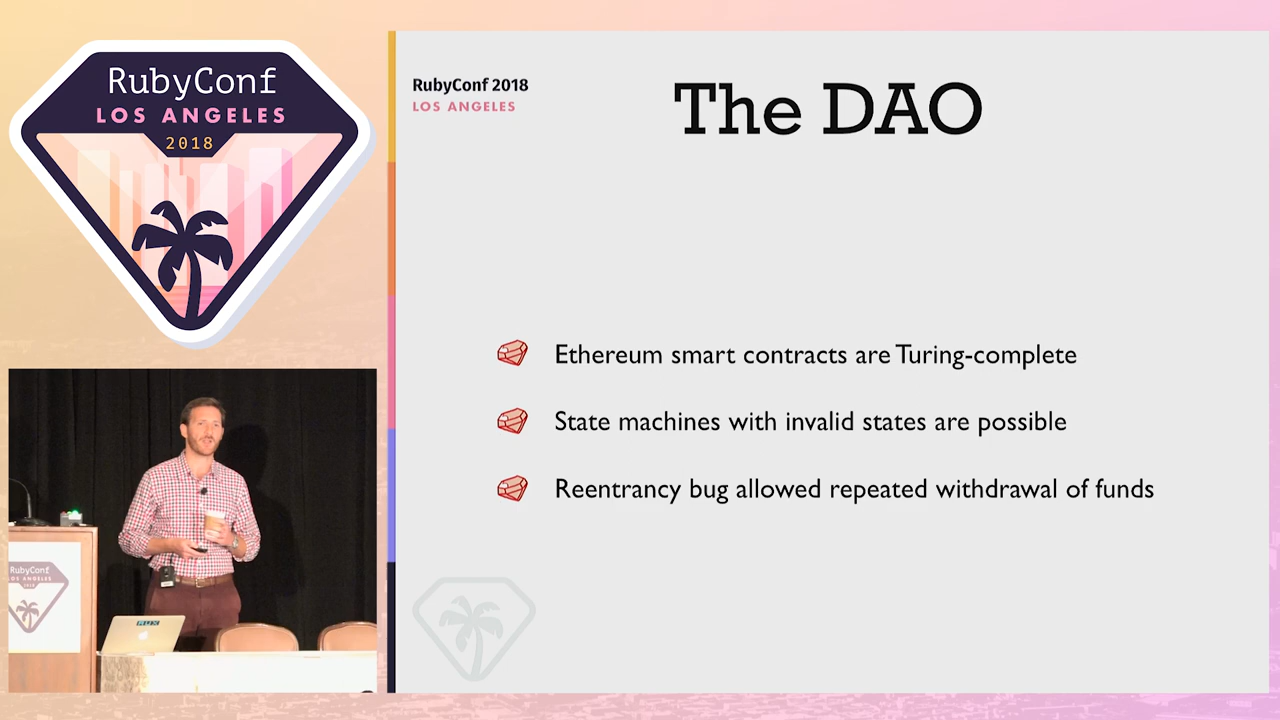 RubyConf
LOS ANGELES
2018
RubyConf 2018
LOS ANGELES
The DAO
Ethereum smart contracts are Turing-complete
State machines with invalid states are possible
Reentrancy bug allowed repeated withdrawal of funds
RubyConf
LOS ANGELES